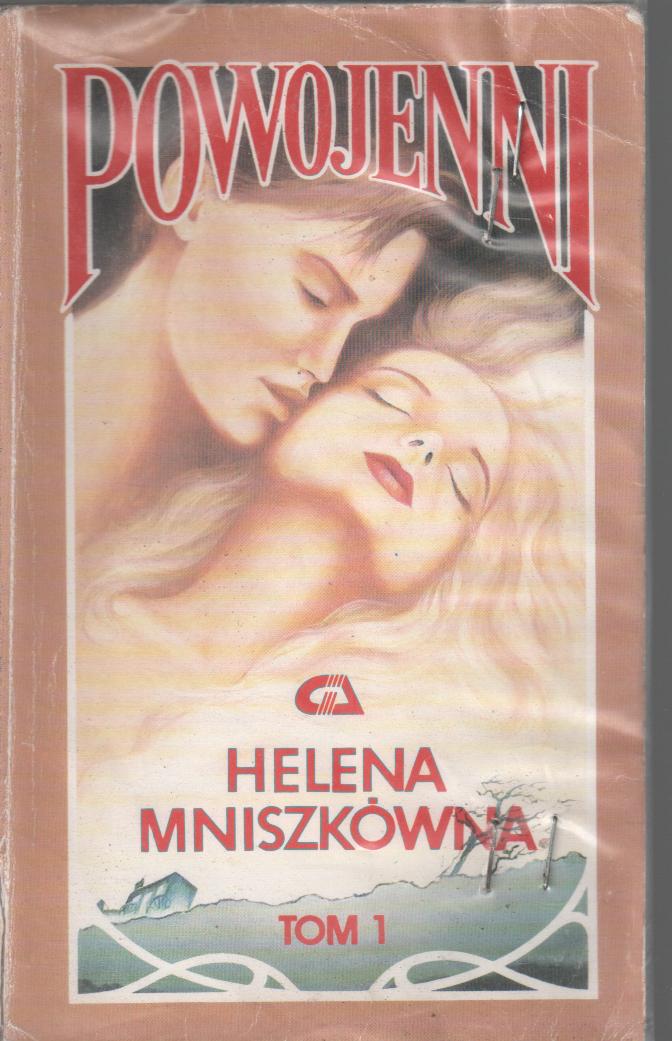 POWOJENNI
HELENA
MNISZKÓWNA
TOM 1